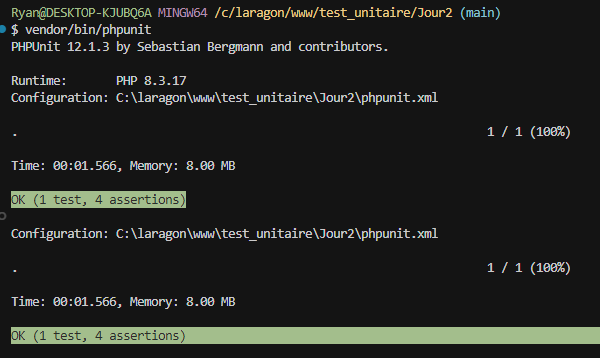 Ryan@DESKTOP-KJUBQ6A MINGW64 /c/laragon/www/test_unitaire/Jour2 (main)
$ vendor/bin/phpunit
PHPUnit 12.1.3 by Sebastian Bergmann and contributors.
Runtime: PHP 8.3.17
Configuration: C:\laragon\www\test_unitaire\Jour2\phpunit.xml
. 1 / 1 (100%)
Time: 00:01.566, Memory: 8.00 MB
OK (1 test, 4 assertions)
Configuration: C:\laragon\www\test_unitaire\Jour2\phpunit.xml
. 1 / 1 (100%)
Time: 00:01.566, Memory: 8.00 MB
OK (1 test, 4 assertions)